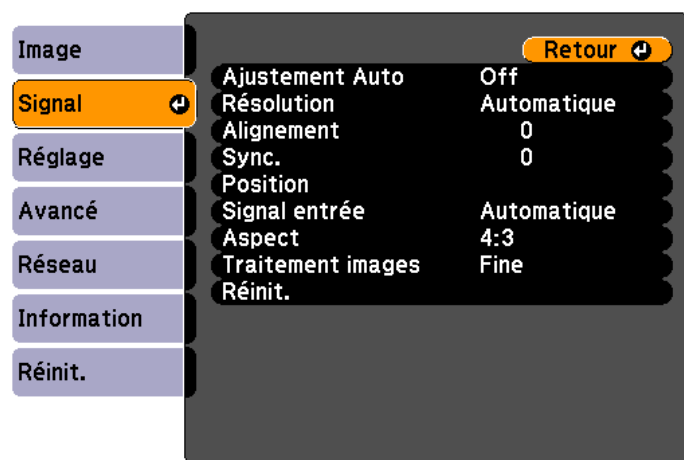 Image
Signal
Réglage
Avancé
Réseau
Information
Réinit.
Retour
Ajustement Auto Off
Résolution Automatique
Alignement 0
Sync. 0
Position
Signal entrée Automatique
Aspect 4:3
Traitement images Fine
Réinit.